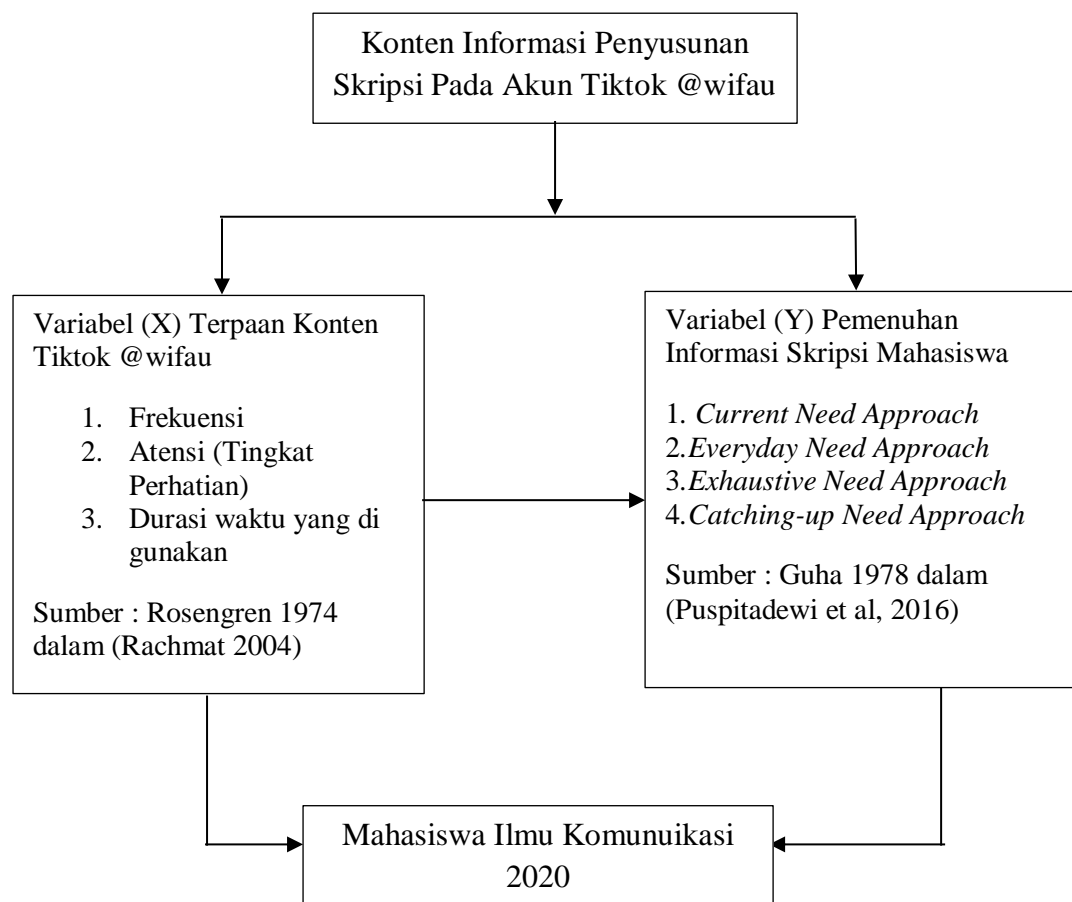 Konten Informasi Penyusunan
Skripsi Pada Akun Tiktok @wifau
Variabel (X) Terpaan Konten
Tiktok @wifau
1. Frekuensi
2. Atensi (Tingkat
Perhatian)
3. Durasi waktu yang di
gunakan
Sumber : Rosengren 1974
dalam (Rachmat 2004)
Variabel (Y) Pemenuhan
Informasi Skripsi Mahasiswa
1. Current Need Approach
2.Everyday Need Approach
3.Exhaustive Need Approach
4.Catching-up Need Approach
Sumber : Guha 1978 dalam
(Puspitadewi et al, 2016)
Mahasiswa Ilmu Komunuikasi
2020